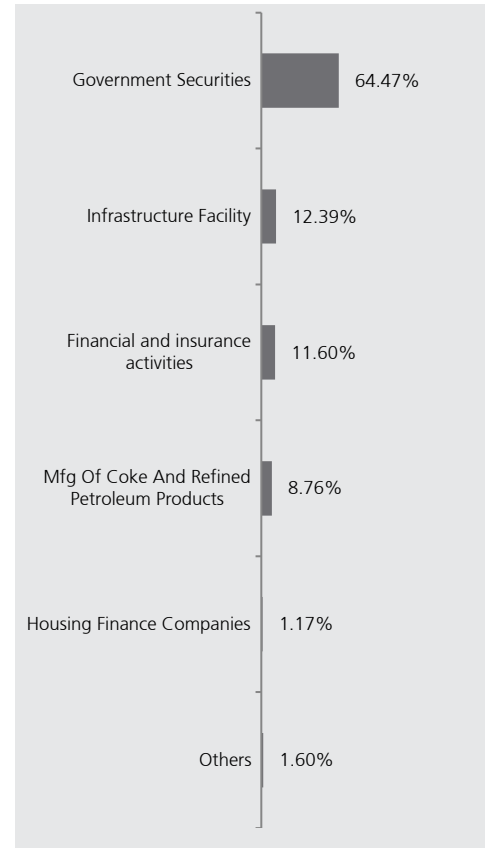 Government Securities 64.47%
Infrastructure Facility 12.39%
Financial and insurance
activities 11.60%
Mfg Of Coke And Refined
Petroleum Products 8.76%
Housing Finance Companies 1.17%
Others 1.60%